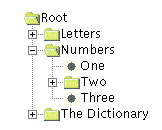 Root
Letters
Numbers
One
Two
Three
The Dictionary